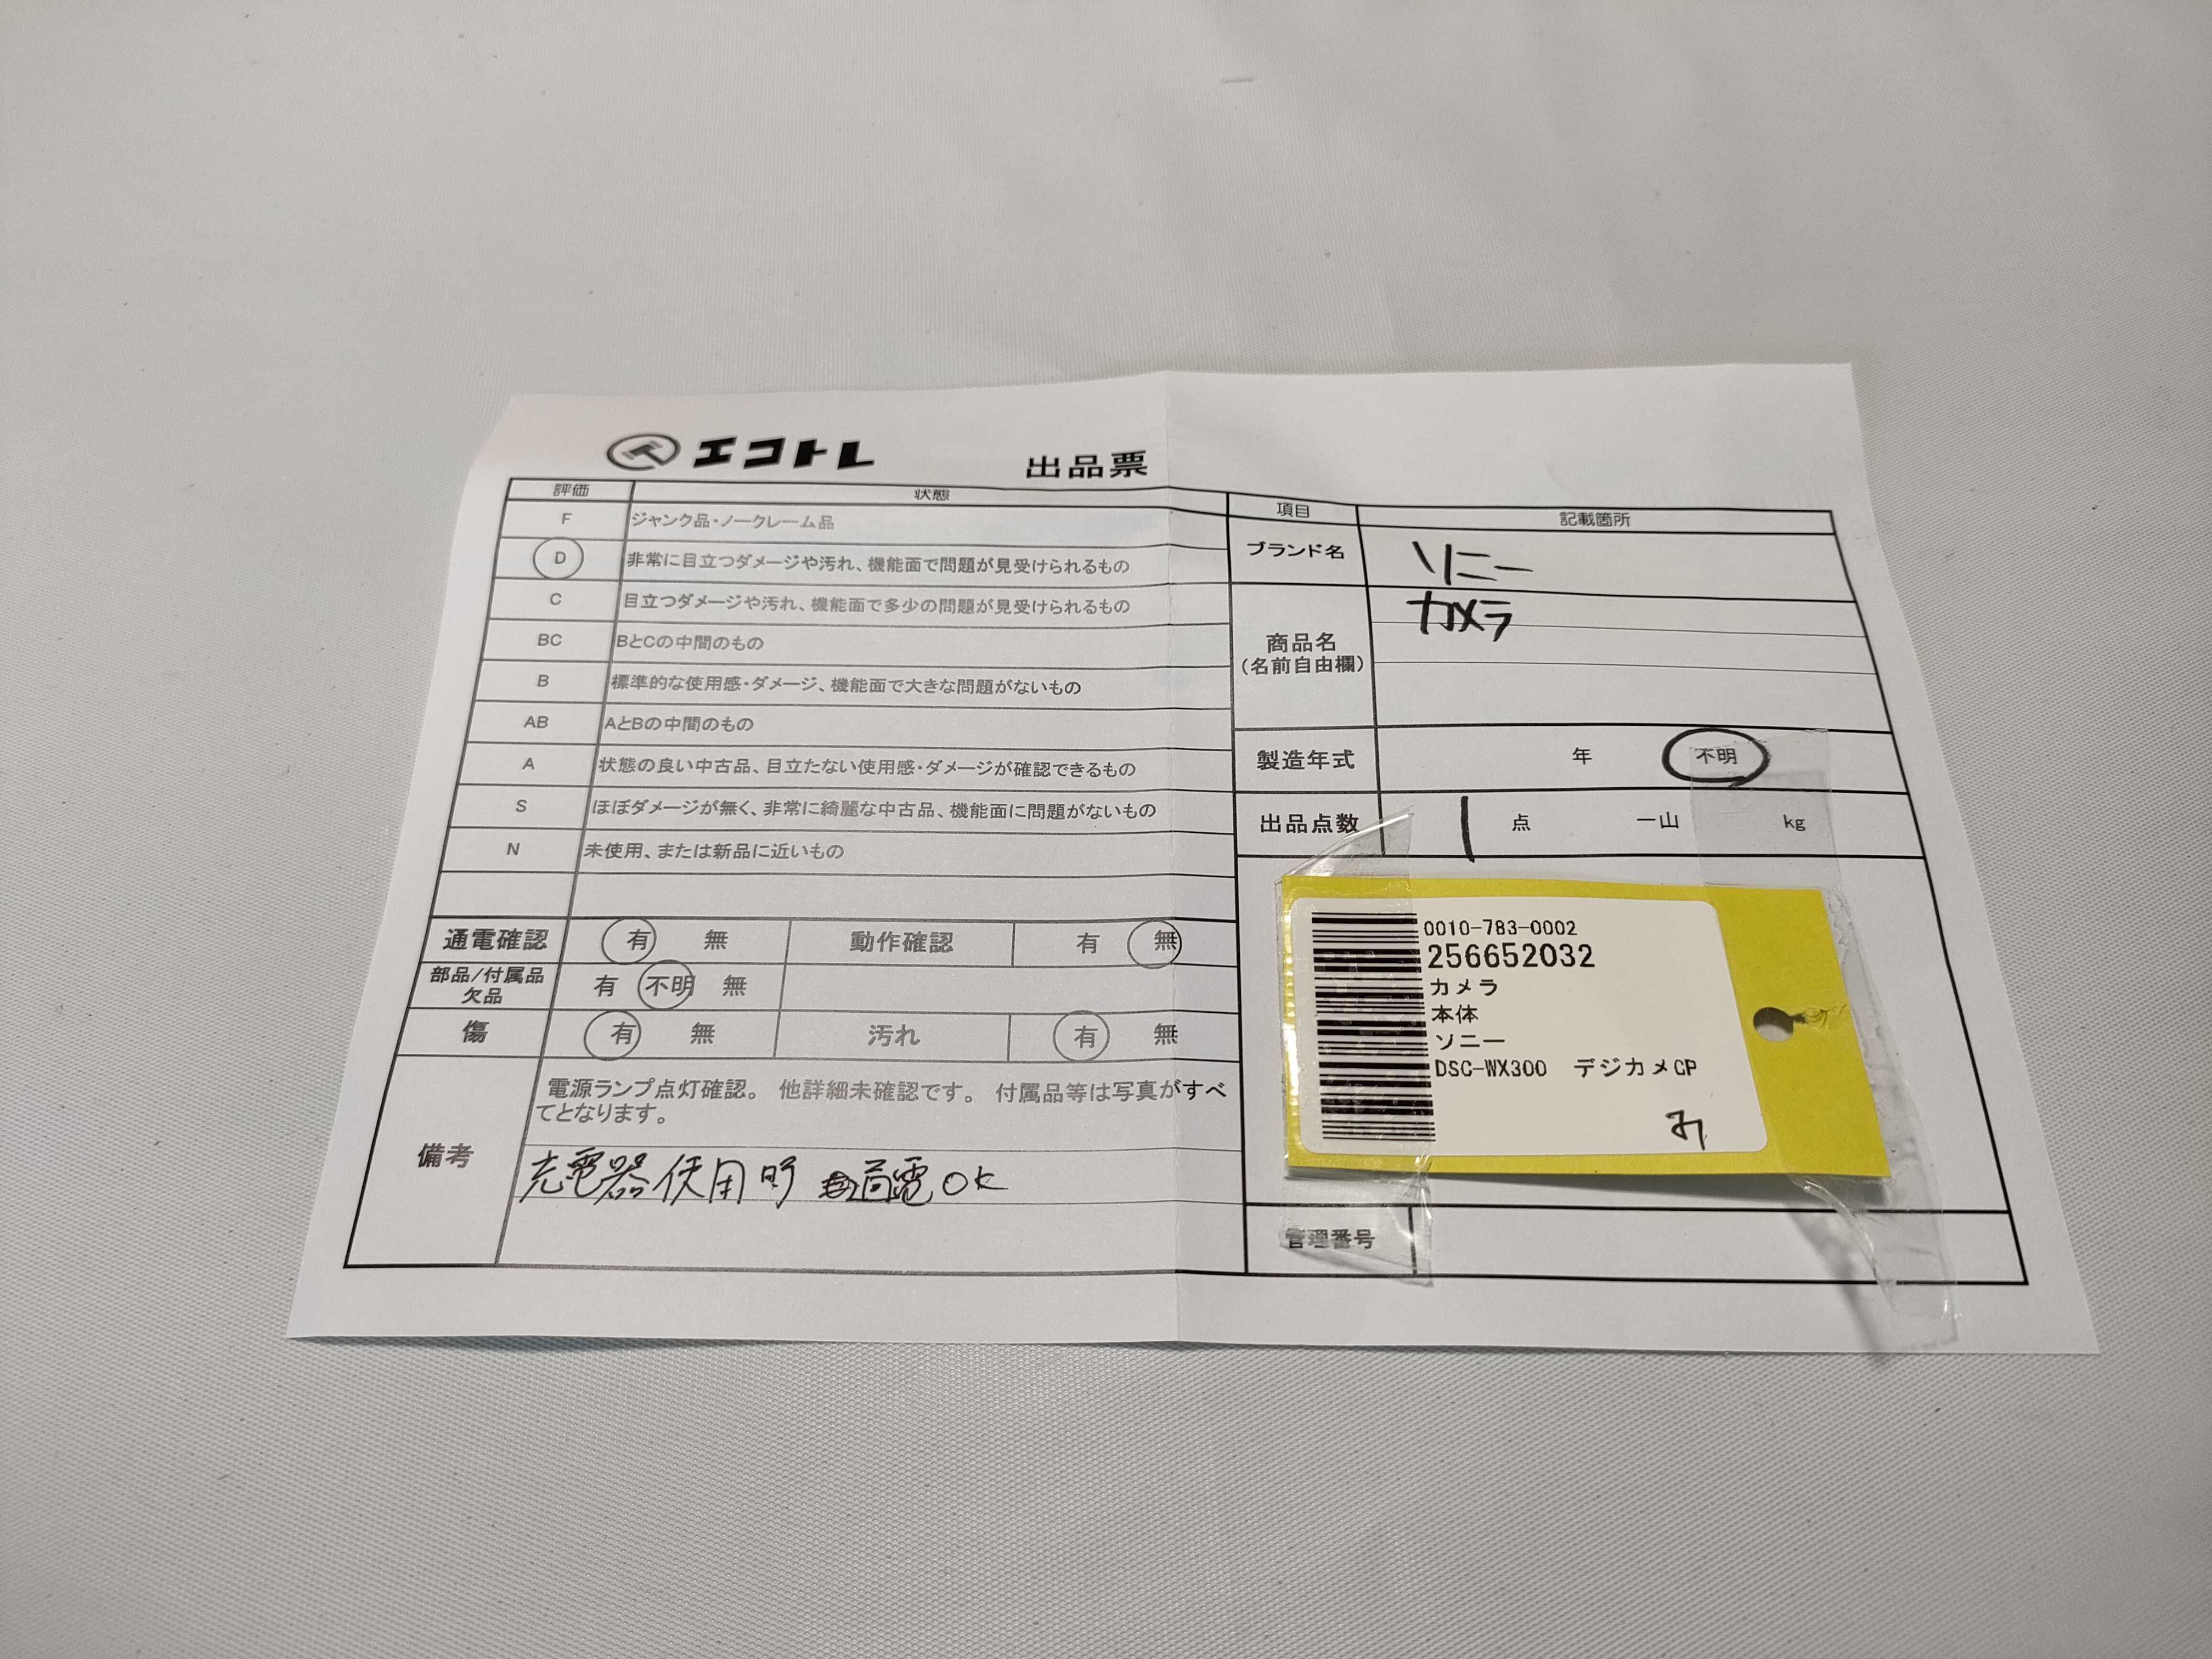 エコトレ 出品票
評価 状態
F ジャンク品・ノークレーム品
D 非常に目立つダメージや汚れ、機能面で問題が見受けられるもの
C 目立つダメージや汚れ、機能面で多少の問題が見受けられるもの
BC BとCの中間のもの
B 標準的な使用感・ダメージ、機能面で大きな問題がないもの
AB AとBの中間のもの
A 状態の良い中古品、目立たない使用感・ダメージが確認できるもの
S ほぼダメージが無く、非常に綺麗な中古品、機能面に問題がないもの
N 未使用、または新品に近いもの
通電確認 有 無 動作確認 有 無
部品/付属品
欠品 有 不明 無
傷 有 無 汚れ 有 無
備考
電源ランプ点灯確認。 他詳細未確認です。 付属品等は写真がすべ
てとなります。
充電器使用時 通電OK
項目 記載箇所
ブランド名 ソニー
商品名
(名前自由欄)
カメラ
製造年式 年 不明
出品点数 1 点 一山 kg
0010-783-0002
256652032
カメラ
本体
ソニー
DSC-WX300 デジカメCP
管理番号